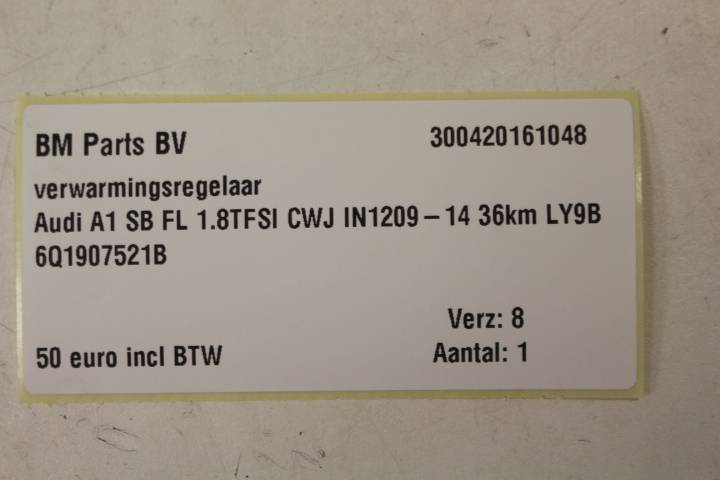 BM Parts BV 300420161048
verwarmingsregelaar
Audi A1 SB FL 1.8TFSI CWJ IN1209–14 36km LY9B
6Q1907521B
Verz: 8
50 euro incl BTW Aantal: 1